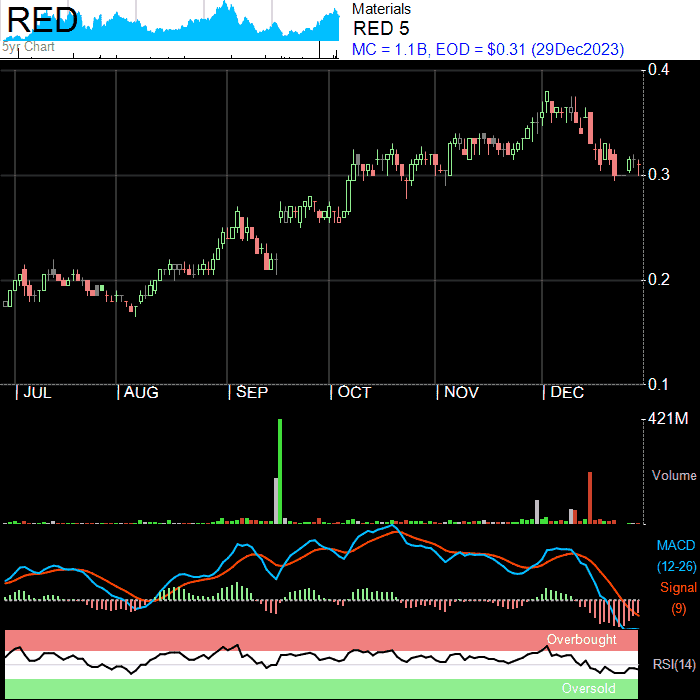 RED
5yr Chart
Materials
RED 5
MC = 1.1B, EOD = $0.31 (29Dec2023)
0.4
0.3
0.2
0.1
JUL AUG SEP OCT NOV DEC
421M
Volume
MACD
(12-26)
Signal
(9)
Overbought
RSI(14)
Oversold